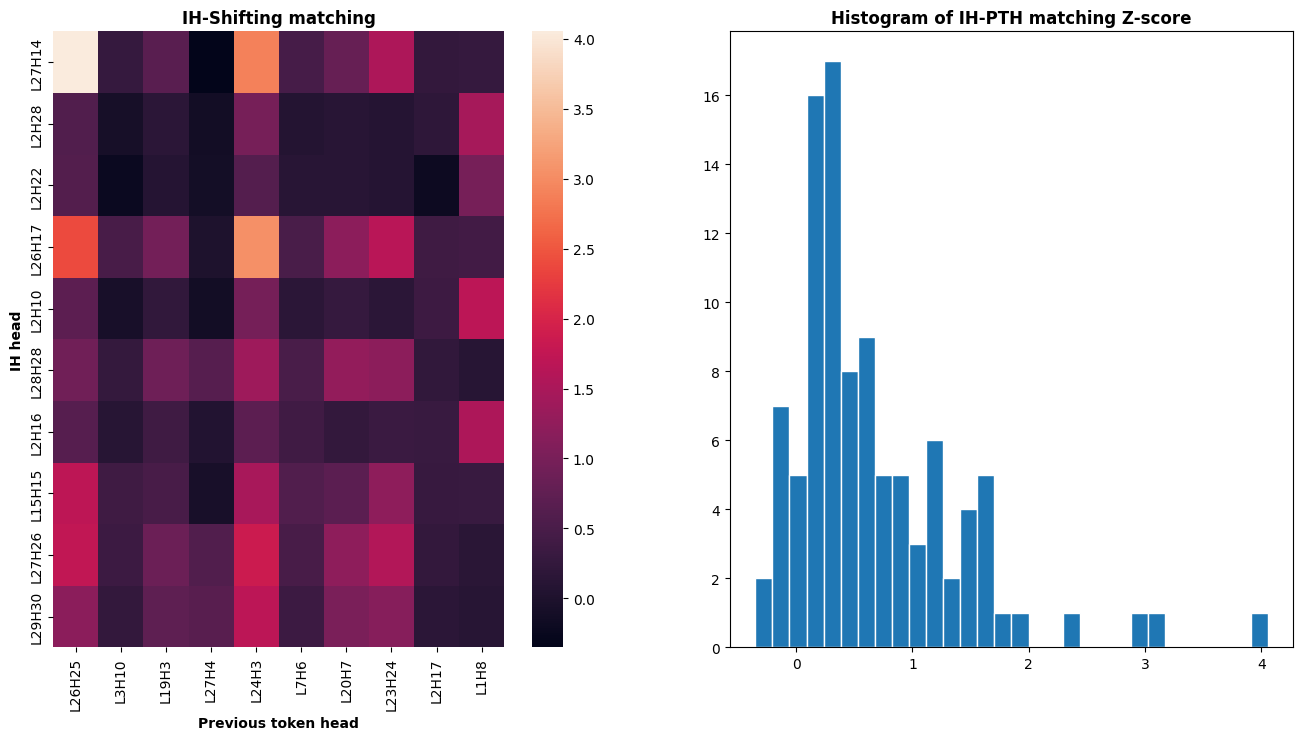 IH-Shifting matching
IH head
L27H14
L2H28
L2H22
L26H17
L2H10
L28H28
L2H16
L15H15
L27H26
L29H30
L26H25
L3H10
L19H3
L27H4
L24H3
L7H6
L20H7
L23H24
L2H17
L1H8
Previous token head
4.0
3.5
3.0
2.5
2.0
1.5
1.0
0.5
0.0
Histogram of IH-PTH matching Z-score
16
14
12
10
8
6
4
2
0
0 1 2 3 4